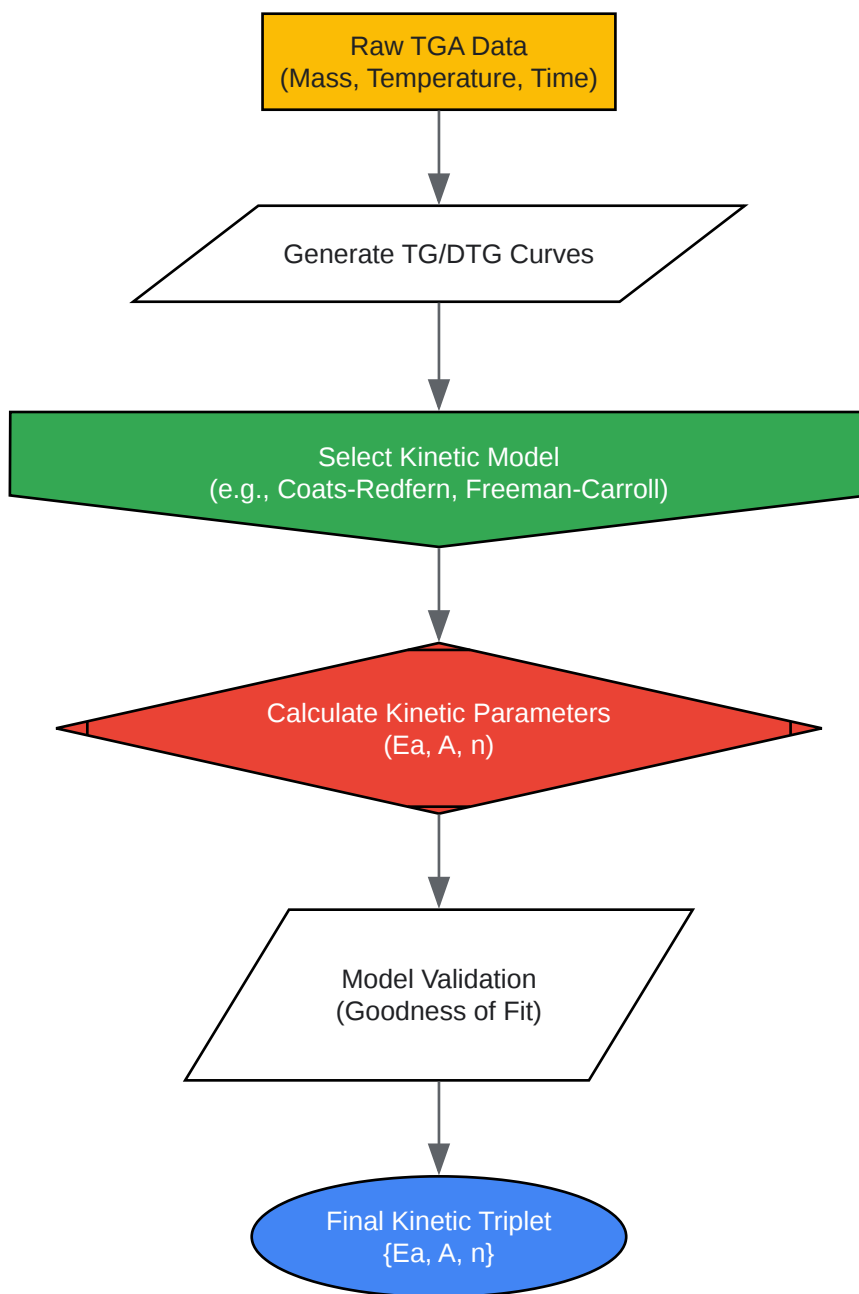 Raw TGA Data
(Mass, Temperature, Time)
Generate TG/DTG Curves
Select Kinetic Model
(e.g., Coats-Redfern, Freeman-Carroll)
Calculate Kinetic Parameters
(Ea, A, n)
Model Validation
(Goodness of Fit)
Final Kinetic Triplet
{Ea, A, n}